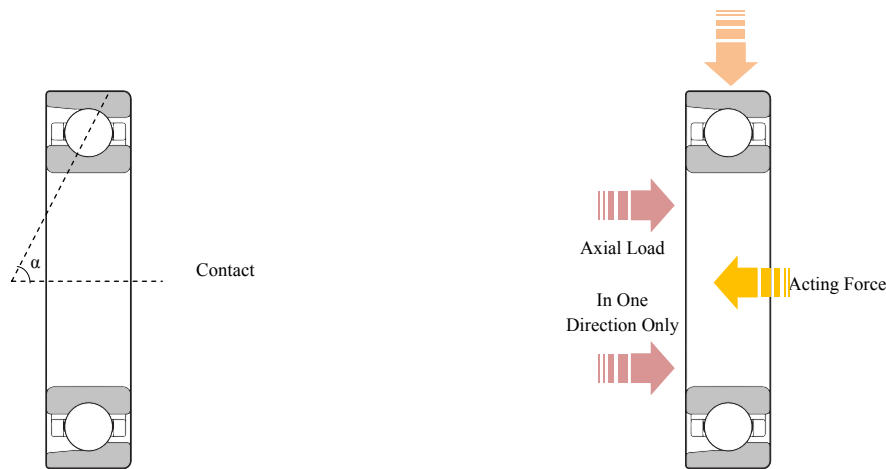 α
Contact
Axial Load
In One
Direction Only
Acting Force